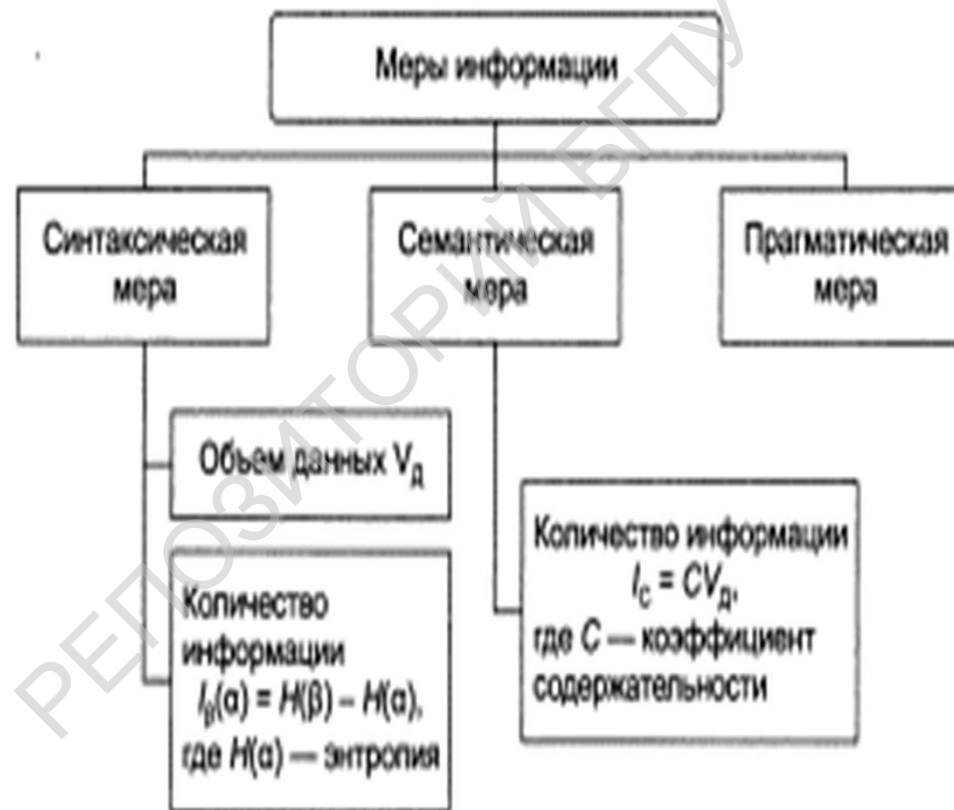 Меры информации
Синтаксическая
мера
Семантическая
мера
Прагматическая
мера
Объем данных Vд
Количество
информации
Iβ(α) = H(β) – H(α),
где H(α) — энтропия
Количество информации
IС = CVд,
где C — коэффициент
содержательности
РЕПОЗИТОРИЙ БГПУ